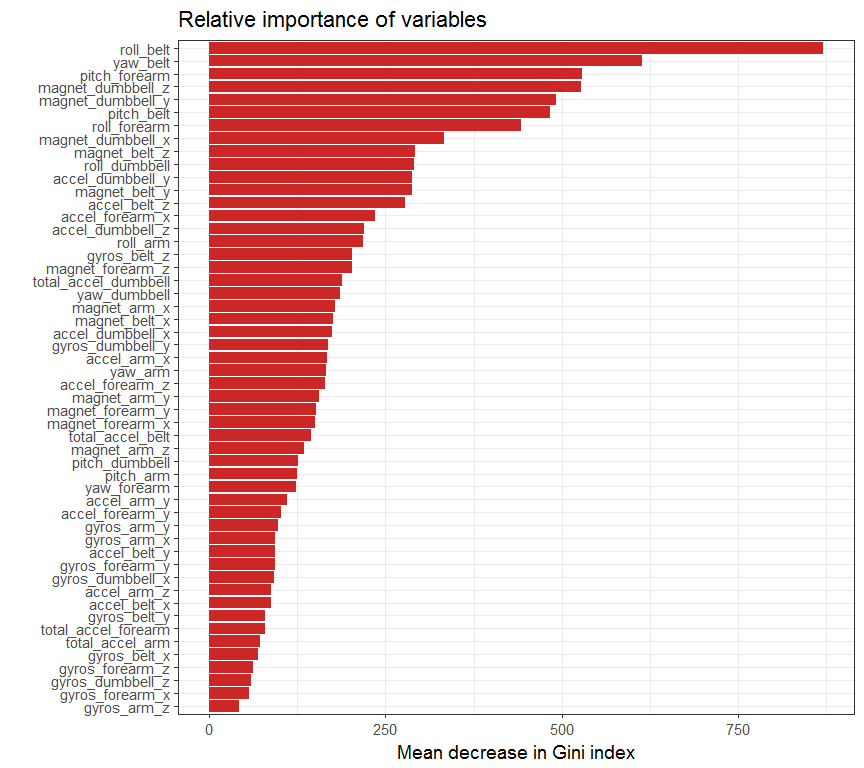 Relative importance of variables
roll_belt
yaw_belt
pitch_forearm
magnet_dumbbell_z
magnet_dumbbell_y
pitch_belt
roll_forearm
magnet_dumbbell_x
magnet_belt_z
roll_dumbbell
accel_dumbbell_y
magnet_belt_y
accel_belt_z
accel_forearm_x
accel_dumbbell_z
roll_arm
gyros_belt_z
magnet_forearm_z
total_accel_dumbbell
yaw_dumbbell
magnet_arm_x
magnet_belt_x
accel_dumbbell_x
gyros_dumbbell_y
accel_arm_x
yaw_arm
accel_forearm_z
magnet_arm_y
magnet_forearm_y
magnet_forearm_x
total_accel_belt
magnet_arm_z
pitch_dumbbell
pitch_arm
yaw_forearm
accel_arm_y
accel_forearm_y
gyros_arm_y
gyros_arm_x
accel_belt_y
gyros_forearm_y
gyros_dumbbell_x
accel_arm_z
accel_belt_x
gyros_belt_y
total_accel_forearm
total_accel_arm
gyros_belt_x
gyros_forearm_z
gyros_dumbbell_z
gyros_forearm_x
gyros_arm_z
0 250 500 750
Mean decrease in Gini index